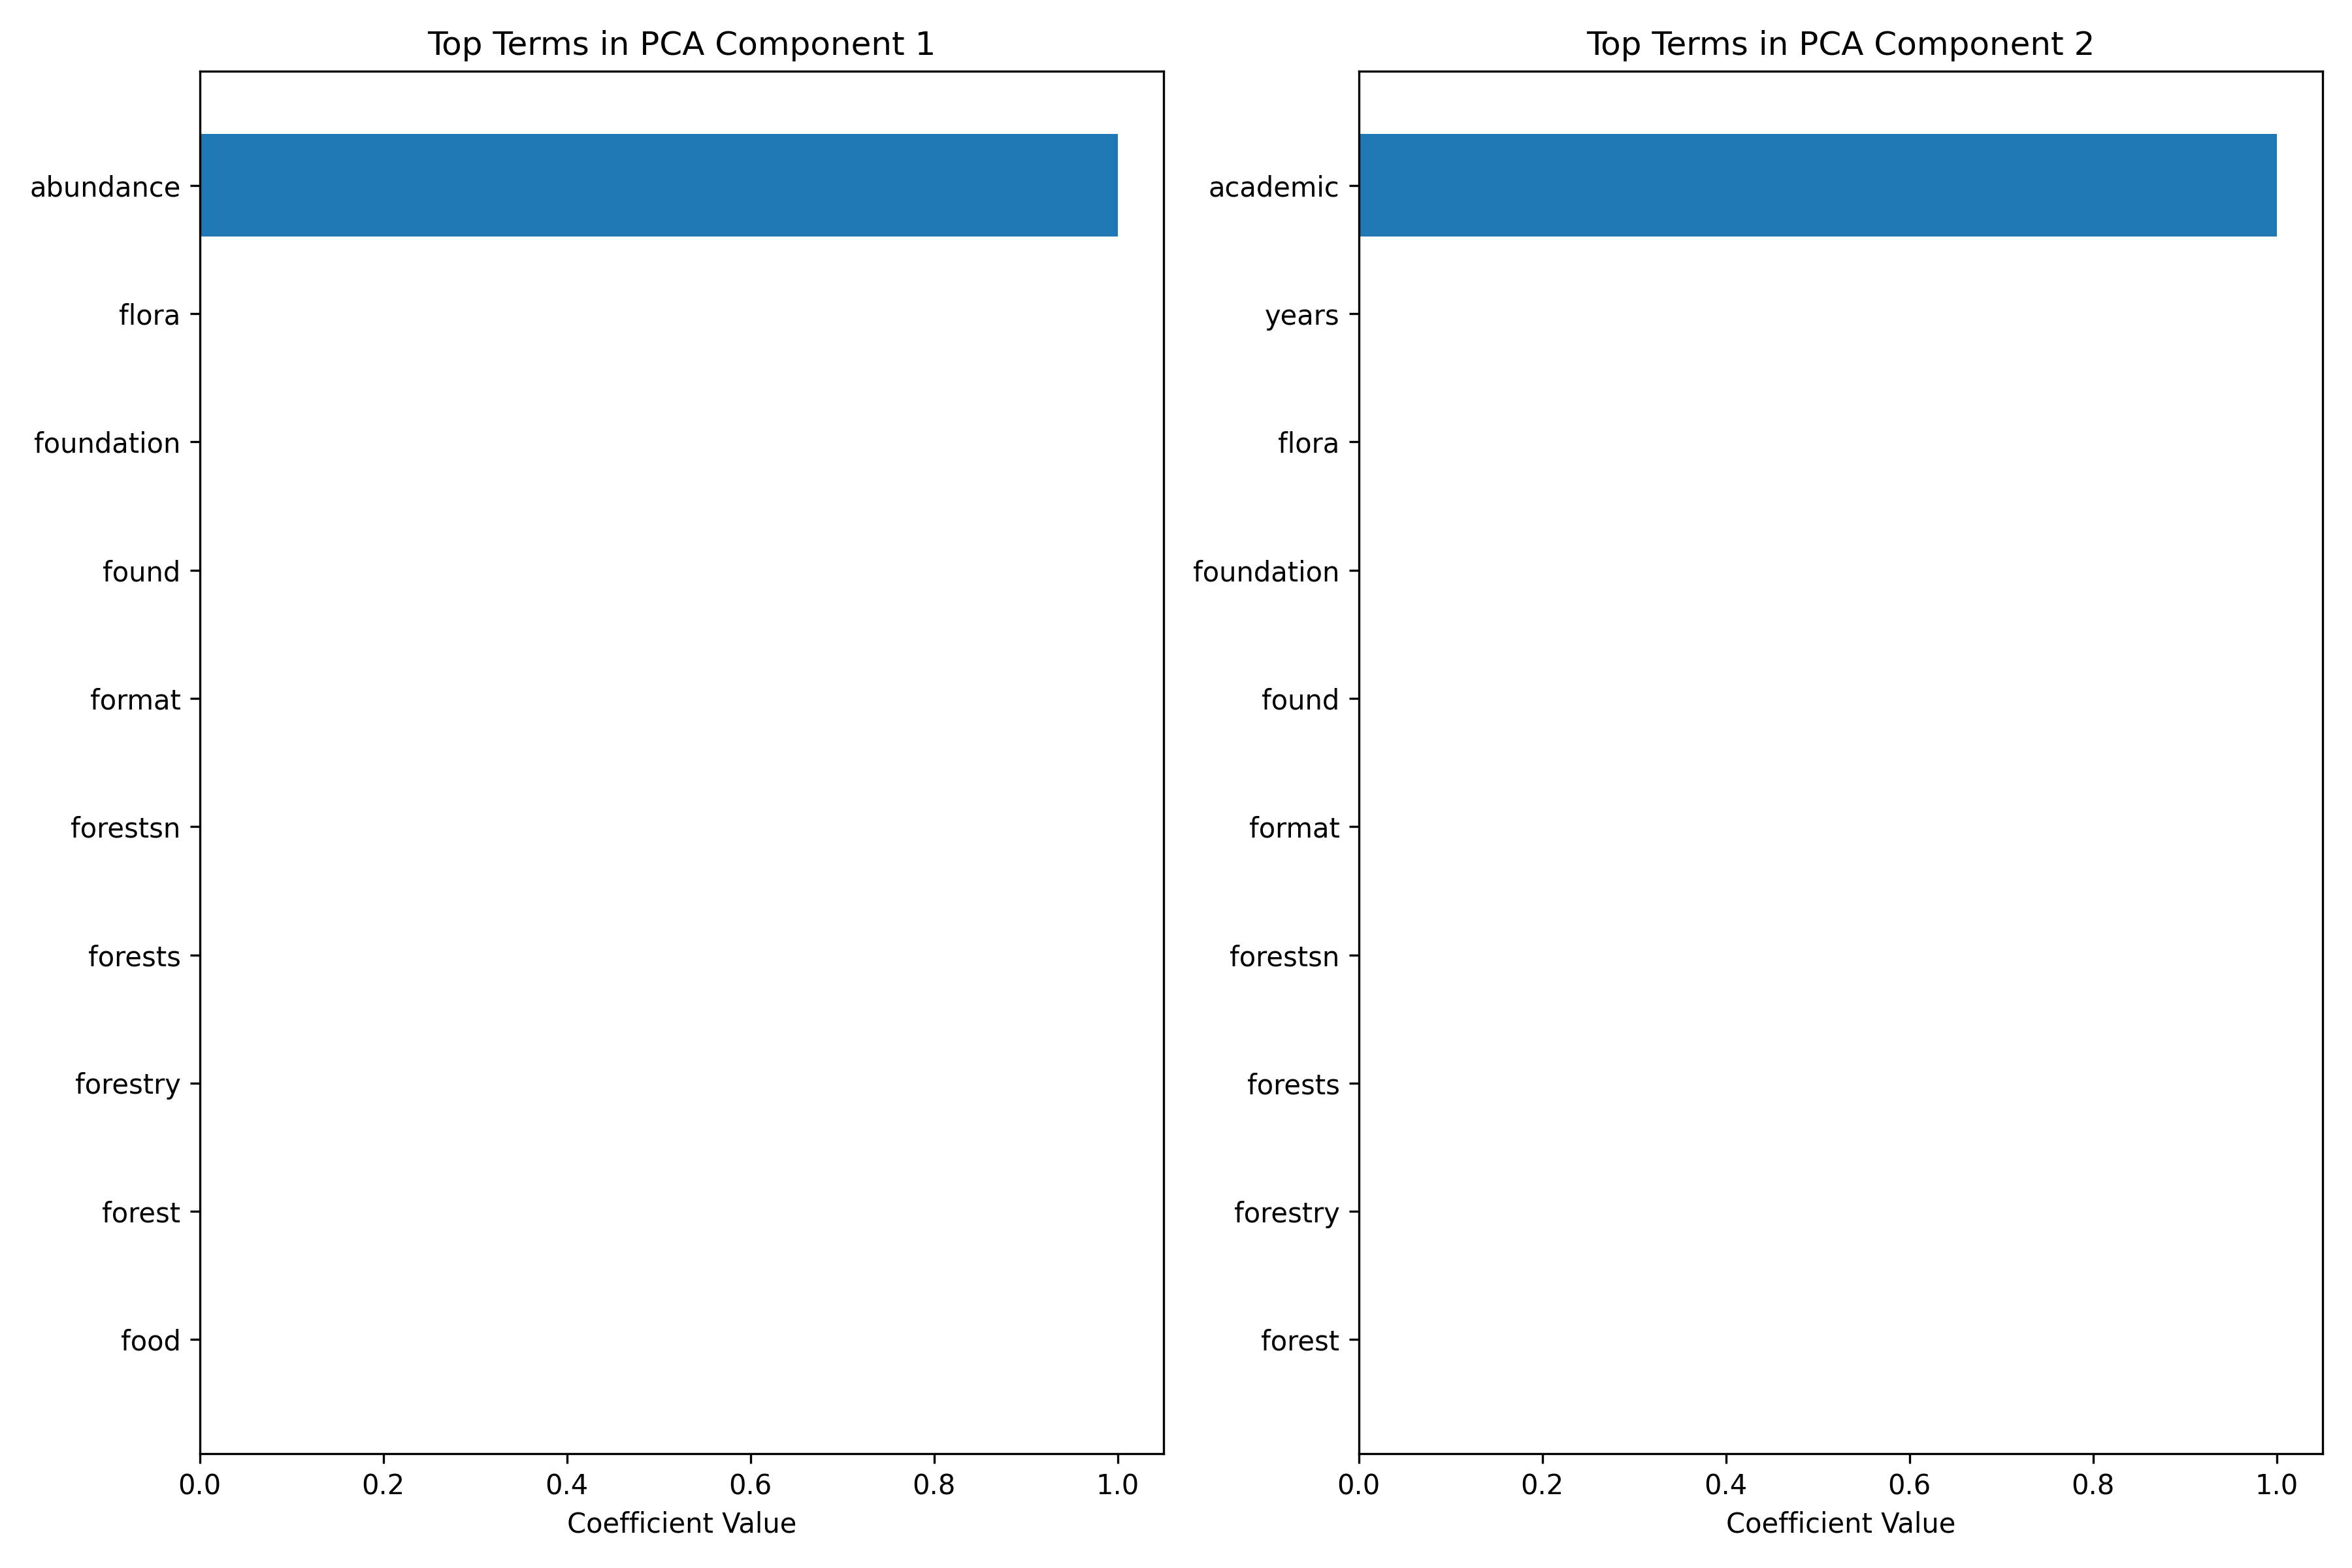 Top Terms in PCA Component 1
abundance
flora
foundation
found
format
forestsn
forests
forestry
forest
food
0.0 0.2 0.4 0.6 0.8 1.0
Coefficient Value
Top Terms in PCA Component 2
academic
years
flora
foundation
found
format
forestsn
forests
forestry
forest
0.0 0.2 0.4 0.6 0.8 1.0
Coefficient Value